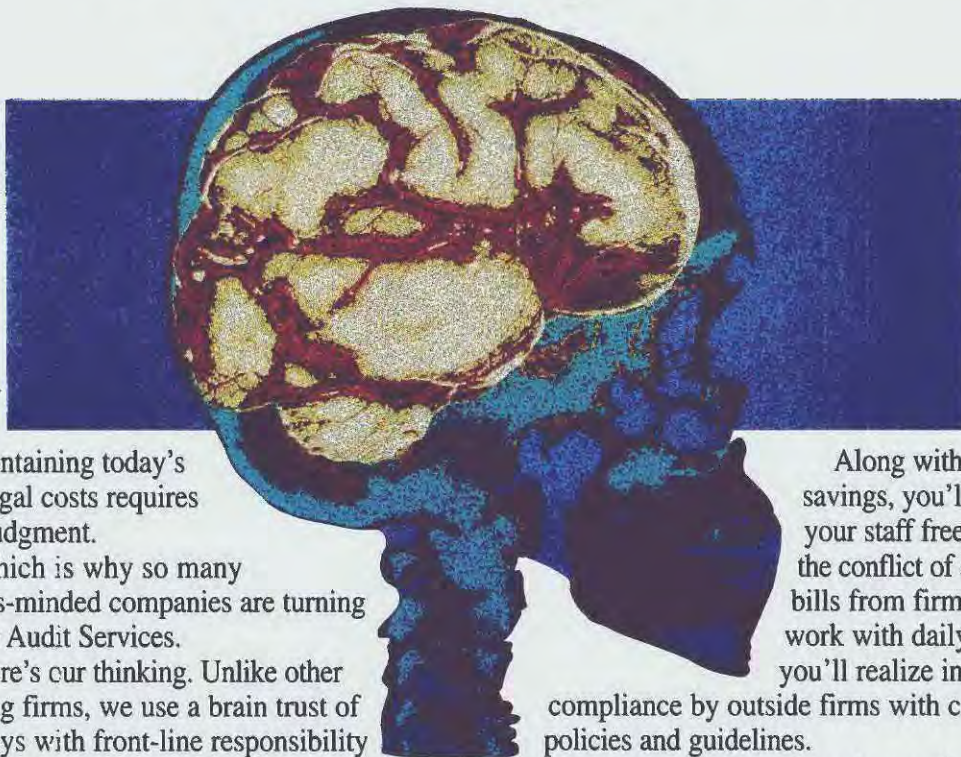 ntaining today's
gal costs requires
udgment.
hich is why so many
s-minded companies are turning
Audit Services.
re's cur thinking. Unlike other
g firms, we use a brain trust of
ys with front-line responsibility
Along with
savings, you'll
your staff free
the conflict of
bills from firm
work with daily
you'll realize in
compliance by outside firms with c
policies and guidelines.